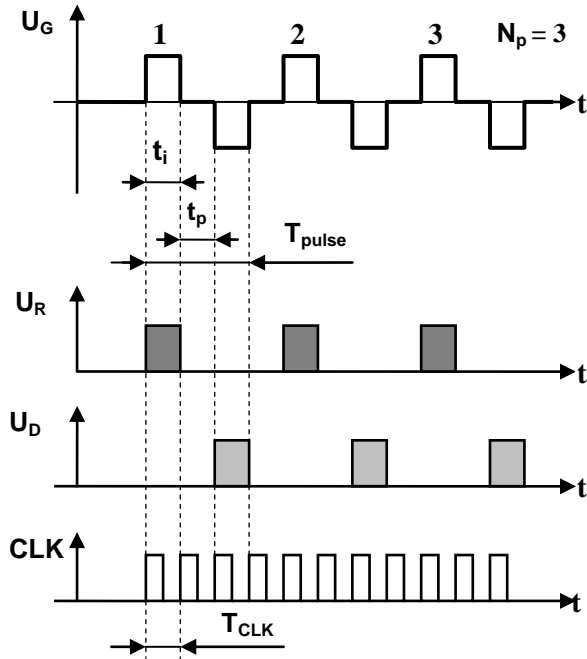 U_G 1 2 3 N_p = 3
t
t_i
t_p
T_pulse
U_R
t
U_D
t
CLK
t
T_CLK